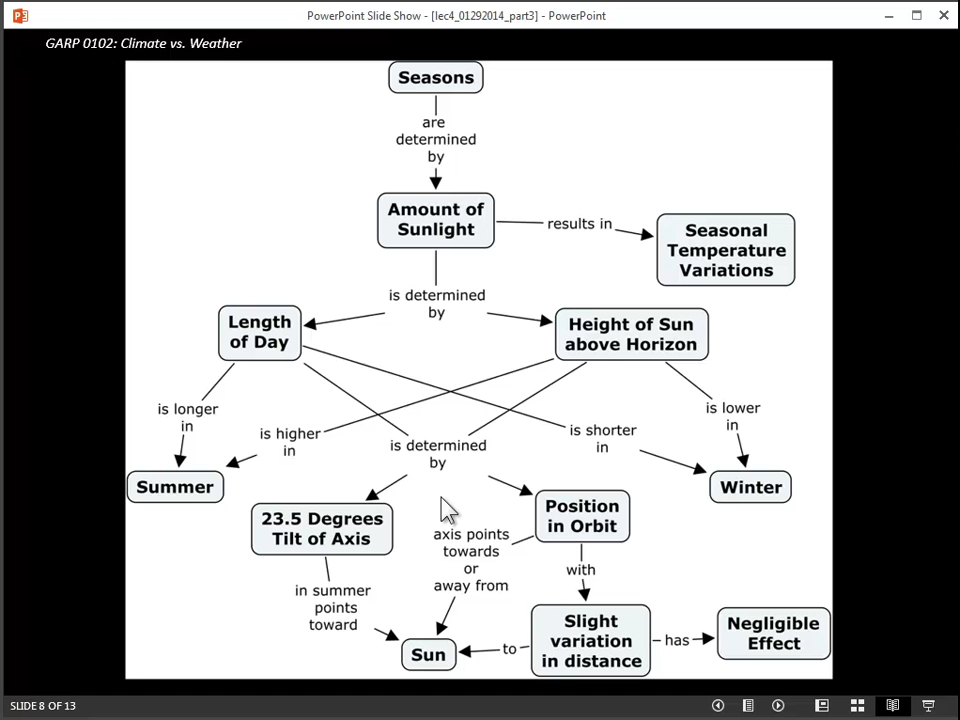 PowerPoint Slide Show - [lec4_01292014_part3] - PowerPoint
GARP 0102: Climate vs. Weather
Seasons
are
determined
by
Amount of
Sunlight
results in
Seasonal
Temperature
Variations
is determined
by
Length
of Day
Height of Sun
above Horizon
is longer
in
is higher
in
is determined
by
is shorter
in
is lower
in
Summer
Winter
23.5 Degrees
Tilt of Axis
Position
in Orbit
axis points
towards
or
away from
with
in summer
points
toward
Sun
to
Slight
variation
in distance
has
Negligible
Effect
SLIDE 8 OF 13